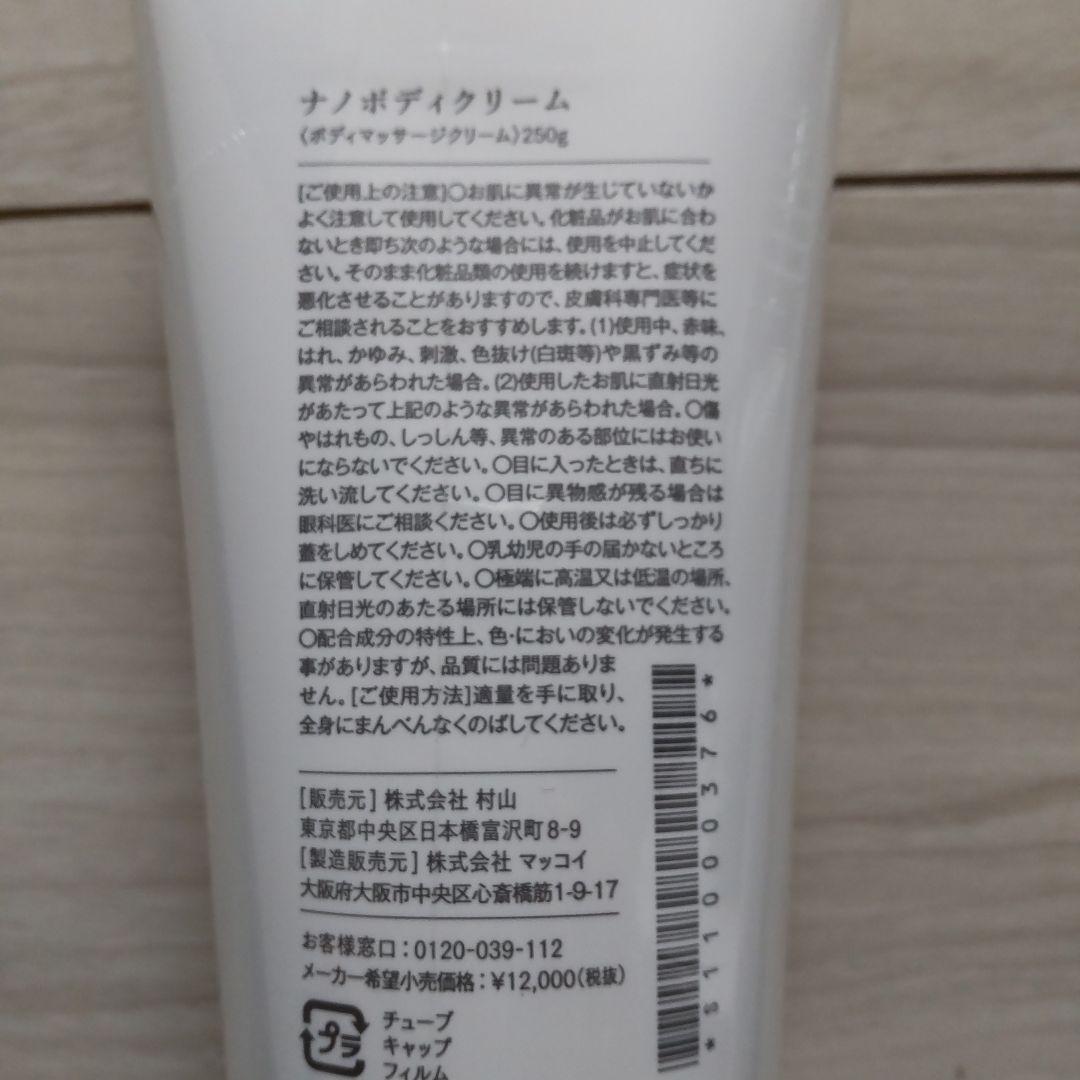 ナノボディクリーム
〈ボディマッサージクリーム〉250g
[ご使用上の注意]〇お肌に異常が生じていないか
よく注意して使用してください。化粧品がお肌に合わ
ないとき即ち次のような場合には、使用を中止してくだ
さい。そのまま化粧品類の使用を続けますと、症状を
悪化させることがありますので、皮膚科専門医等に
ご相談されることをおすすめします。(1)使用中、赤味、
はれ、かゆみ、刺激、色抜け(白斑等)や黒ずみ等の
異常があらわれた場合。(2)使用したお肌に直射日光
があたって上記のような異常があらわれた場合。〇傷
やはれもの、しっしん等、異常のある部位にはお使い
にならないでください。〇目に入ったときは、直ちに
洗い流してください。〇目に異物感が残る場合は
眼科医にご相談ください。〇使用後は必ずしっかり
蓋をしめてください。〇乳幼児の手の届かないところ
に保管してください。〇極端に高温又は低温の場所、
直射日光のあたる場所には保管しないでください。
〇配合成分の特性上、色・においの変化が発生する
事がありますが、品質には問題ありま
せん。[ご使用方法]適量を手に取り、
全身にまんべんなくのばしてください。
[販売元] 株式会社 村山
東京都中央区日本橋富沢町8-9
[製造販売元] 株式会社 マッコイ
大阪府大阪市中央区心斎橋筋1-9-17
お客様窓口：0120-039-112
メーカー希望小売価格：¥12,000(税抜)
プラ
チューブ
キャップ
フィルム
*S11000376*